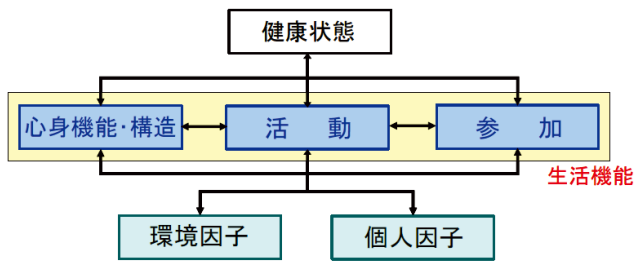 健康状態
心身機能・構造
活　動
参　加
生活機能
環境因子
個人因子